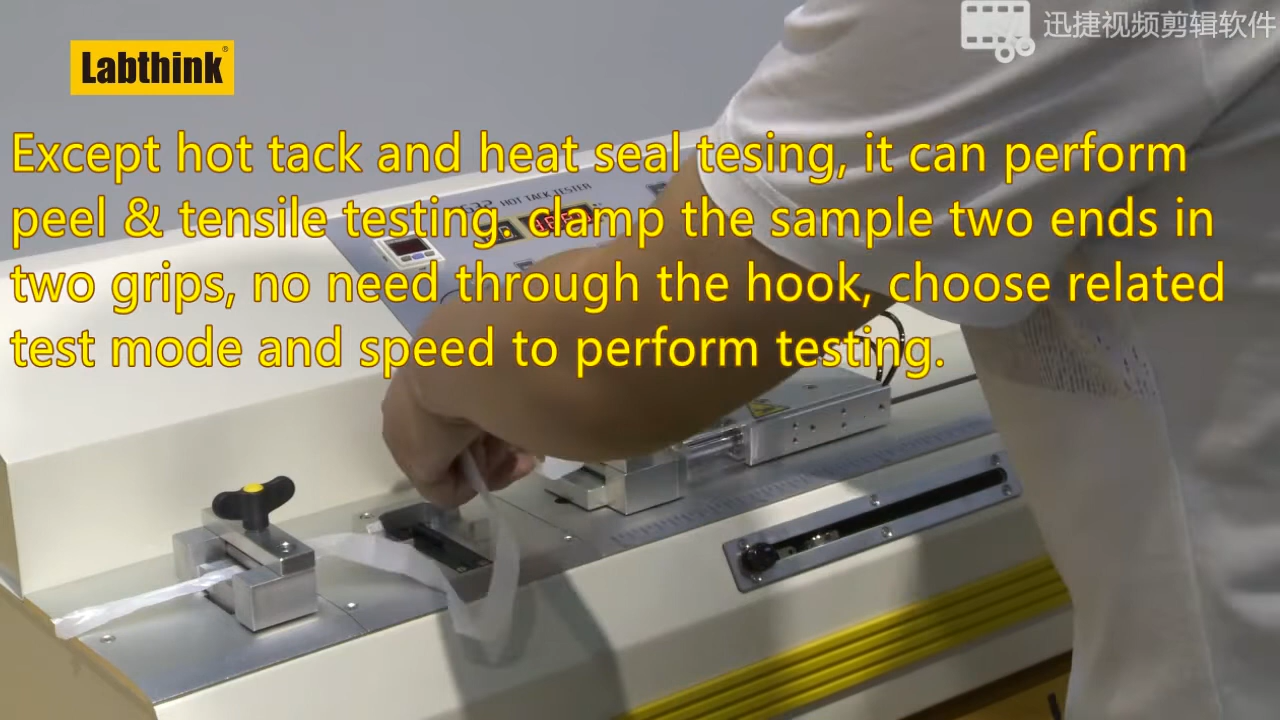 迅捷视频剪辑软件
Labthink®
Except hot tack and heat seal tesing, it can perform
peel & tensile testing, clamp the sample two ends in
two grips, no need through the hook, choose related
test mode and speed to perform testing.
HOT TACK TESTER